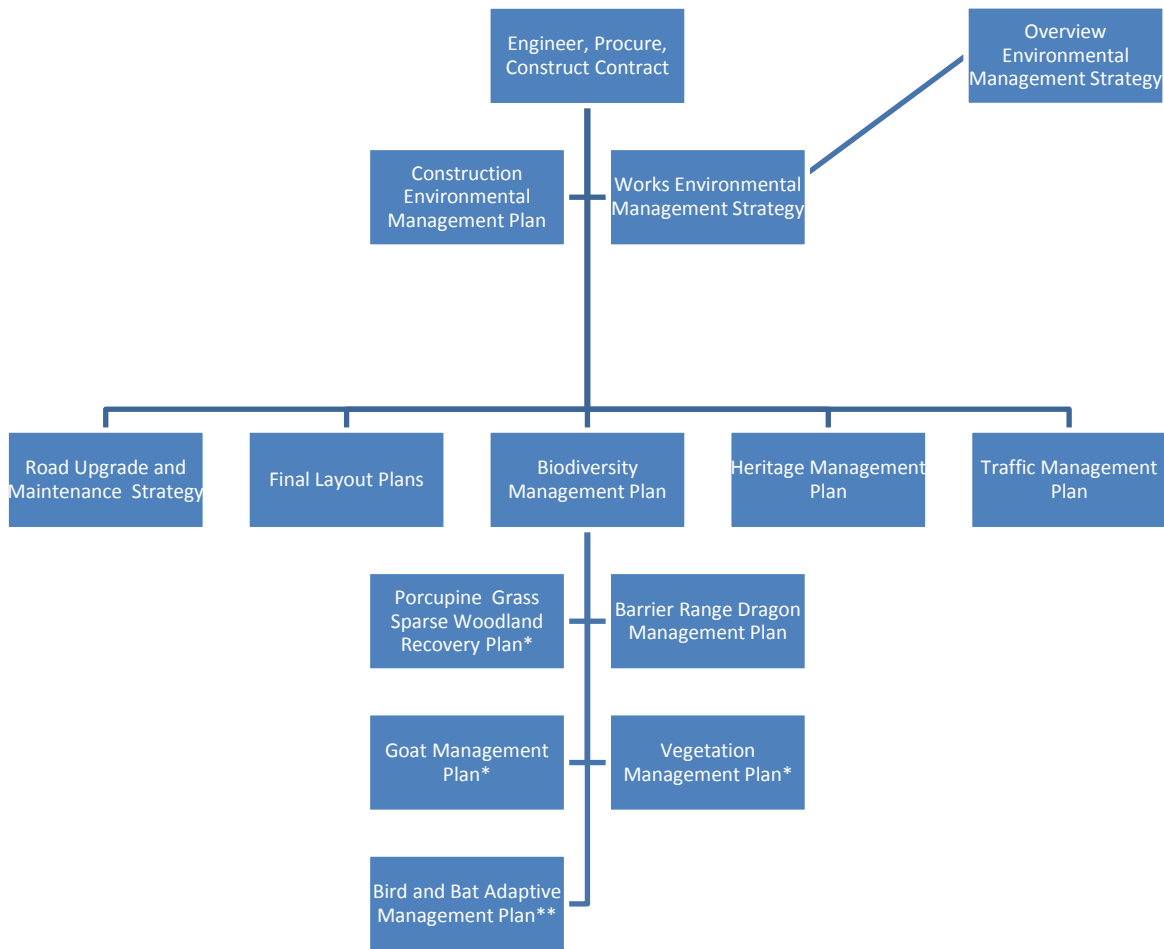 Engineer, Procure,
Construct Contract
Overview
Environmental
Management Strategy
Construction
Environmental
Management Plan
Works Environmental
Management Strategy
Road Upgrade and
Maintenance Strategy
Final Layout Plans
Biodiversity
Management Plan
Heritage Management
Plan
Traffic Management
Plan
Porcupine Grass
Sparse Woodland
Recovery Plan*
Barrier Range Dragon
Management Plan
Goat Management
Plan*
Vegetation
Management Plan*
Bird and Bat Adaptive
Management Plan**